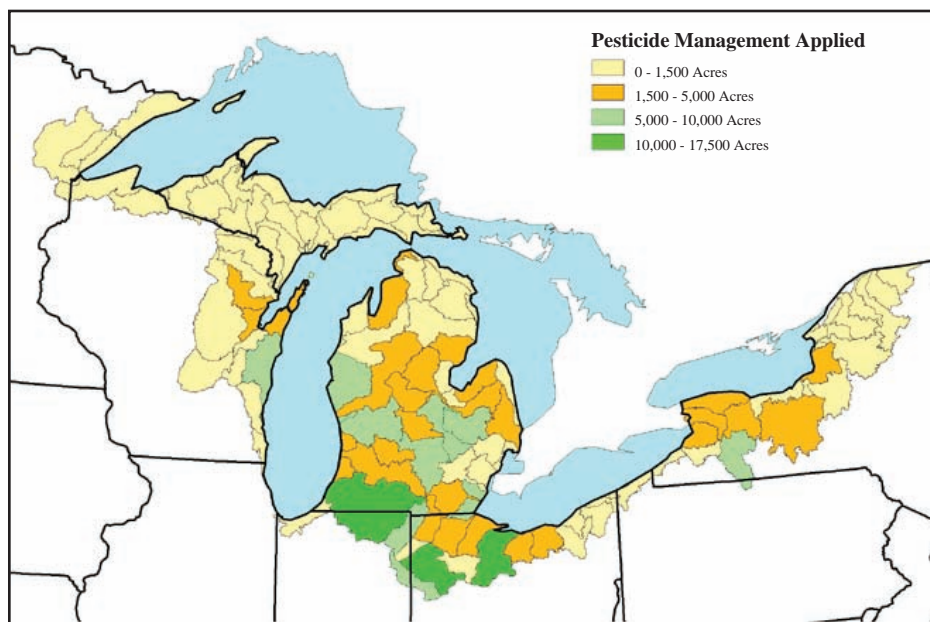 Pesticide Management Applied
0 - 1,500 Acres
1,500 - 5,000 Acres
5,000 - 10,000 Acres
10,000 - 17,500 Acres